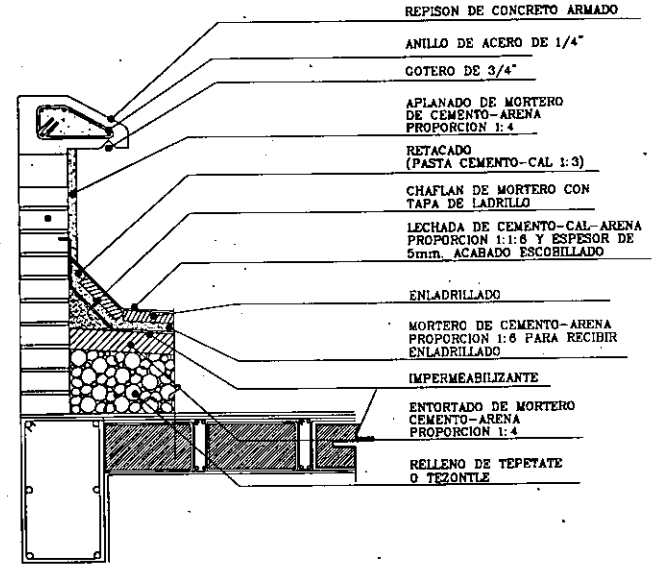 REPISON DE CONCRETO ARMADO
ANILLO DE ACERO DE 1/4"
GOTERO DE 3/4"
APLANADO DE MORTERO
DE CEMENTO-ARENA
PROPORCION 1:4
RETACADO
(PASTA CEMENTO-CAL 1:3)
CHAFLAN DE MORTERO CON
TAPA DE LADRILLO
LECHADA DE CEMENTO-CAL-ARENA
PROPORCION 1:1:6 Y ESPESOR DE
5mm. ACABADO ESCOBILLADO
ENLADRILLADO
MORTERO DE CEMENTO-ARENA
PROPORCION 1:6 PARA RECIBIR
ENLADRILLADO
IMPERMEABILIZANTE
ENTORTADO DE MORTERO
CEMENTO-ARENA
PROPORCION 1:4
RELLENO DE TEPETATE
O TEZONTLE